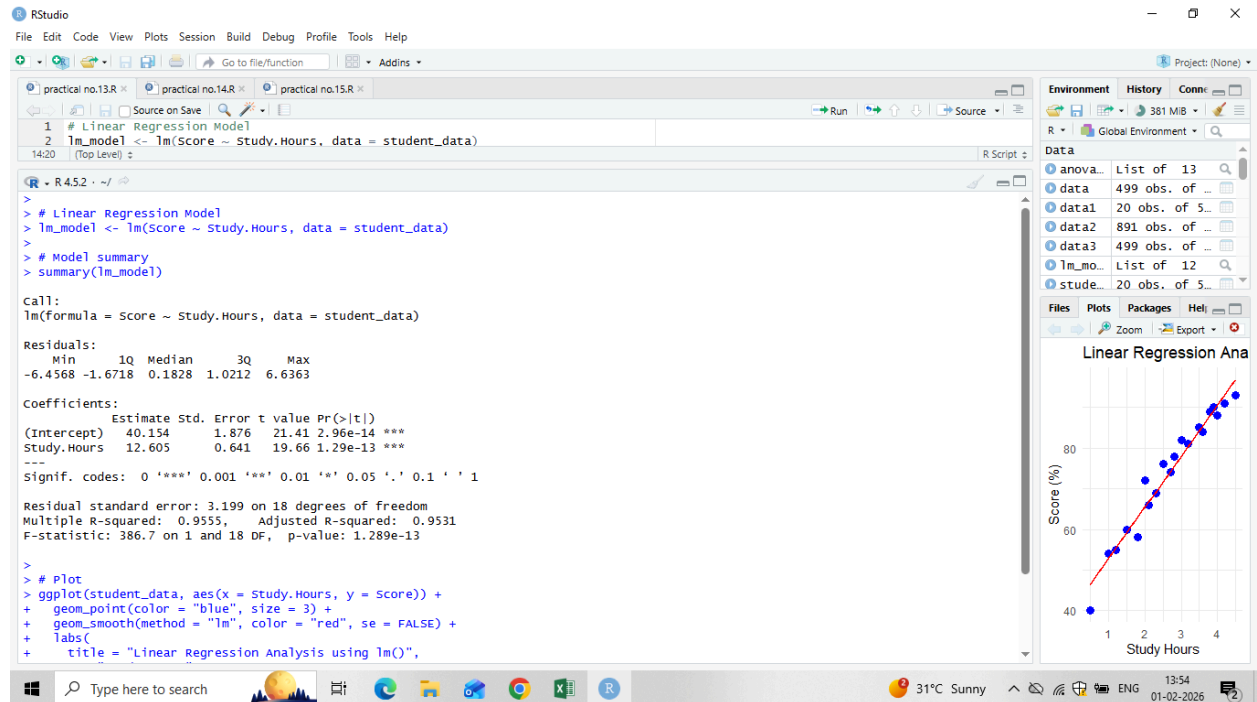 RStudio
File Edit Code View Plots Session Build Debug Profile Tools Help
Go to file/function Addins Project: (None)
practical no.13.R practical no.14.R practical no.15.R
Source on Save Run Source
1 # Linear Regression Model
2 lm_model <- lm(Score ~ Study.Hours, data = student_data)
14:20 (Top Level) R Script
R 4.5.2 · ~/
>
> # Linear Regression Model
> lm_model <- lm(Score ~ Study.Hours, data = student_data)
>
> # Model summary
> summary(lm_model)
Call:
lm(formula = Score ~ Study.Hours, data = student_data)
Residuals:
Min 1Q Median 3Q Max
-6.4568 -1.6718 0.1828 1.0212 6.6363
Coefficients:
Estimate Std. Error t value Pr(>|t|)
(Intercept) 40.154 1.876 21.41 2.96e-14 ***
Study.Hours 12.605 0.641 19.66 1.29e-13 ***
---
Signif. codes: 0 ‘***’ 0.001 ‘**’ 0.01 ‘*’ 0.05 ‘.’ 0.1 ‘ ’ 1
Residual standard error: 3.199 on 18 degrees of freedom
Multiple R-squared: 0.9555, Adjusted R-squared: 0.9531
F-statistic: 386.7 on 1 and 18 DF, p-value: 1.289e-13
>
> # Plot
> ggplot(student_data, aes(x = Study.Hours, y = Score)) +
+ geom_point(color = "blue", size = 3) +
+ geom_smooth(method = "lm", color = "red", se = FALSE) +
+ labs(
+ title = "Linear Regression Analysis using lm()",
Environment History Conne
381 MiB
R Global Environment
Data
anova… List of 13
data 499 obs. of …
data1 20 obs. of 5…
data2 891 obs. of …
data3 499 obs. of …
lm_mo… List of 12
stude… 20 obs. of 5…
Files Plots Packages Hel
Zoom Export
Linear Regression Ana
Score (%)
80
60
40
1 2 3 4
Study Hours
Type here to search
2
31°C Sunny
ENG
13:54
01-02-2026
2